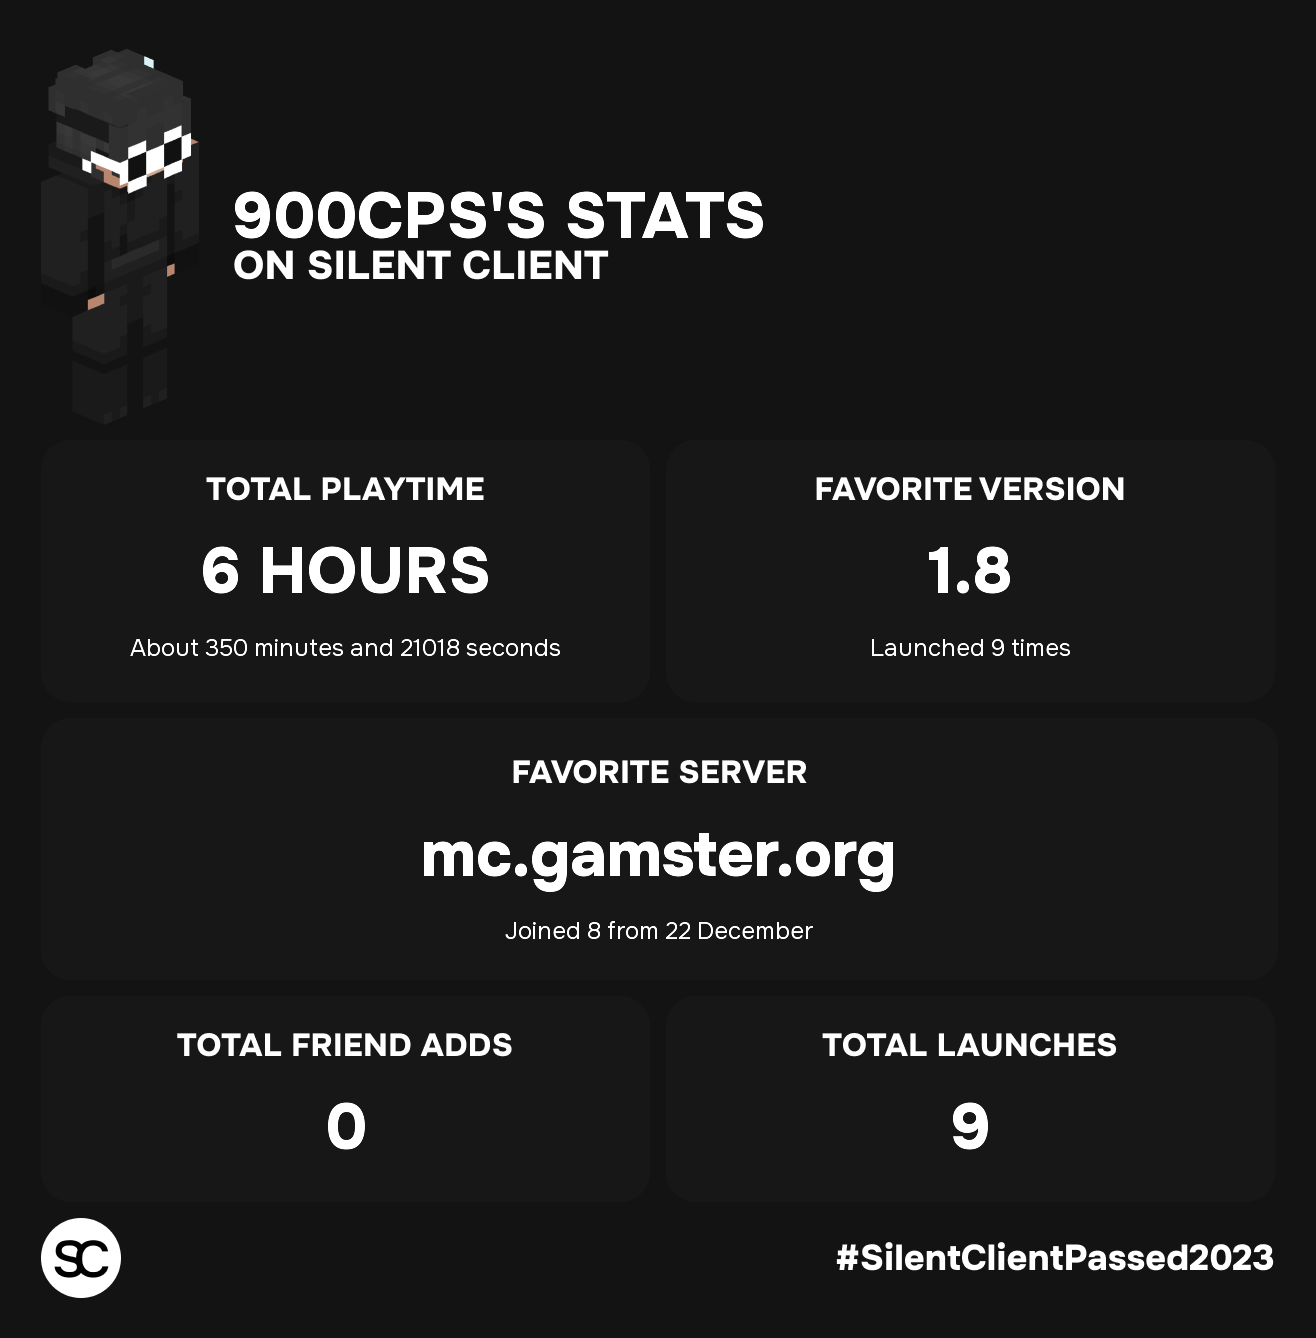 900CPS'S STATS
ON SILENT CLIENT
TOTAL PLAYTIME
6 HOURS
About 350 minutes and 21018 seconds
FAVORITE VERSION
1.8
Launched 9 times
FAVORITE SERVER
mc.gamster.org
Joined 8 from 22 December
TOTAL FRIEND ADDS
0
TOTAL LAUNCHES
9
SC
#SilentClientPassed2023